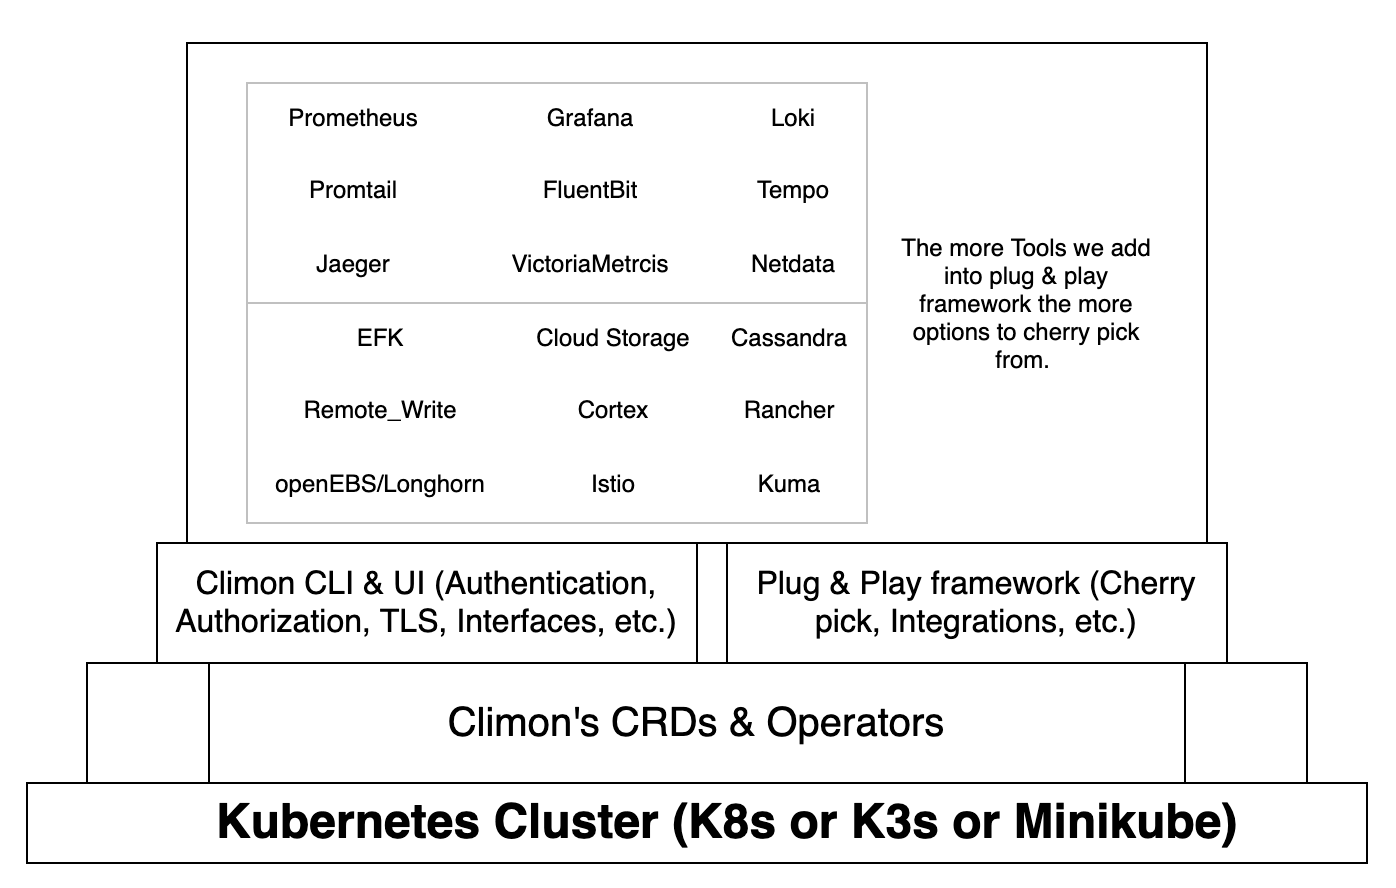 Prometheus Grafana Loki
Promtail FluentBit Tempo
Jaeger VictoriaMetrcis Netdata
EFK Cloud Storage Cassandra
Remote_Write Cortex Rancher
openEBS/Longhorn Istio Kuma
The more Tools we add
into plug & play
framework the more
options to cherry pick
from.
Climon CLI & UI (Authentication,
Authorization, TLS, Interfaces, etc.)
Plug & Play framework (Cherry
pick, Integrations, etc.)
Climon's CRDs & Operators
Kubernetes Cluster (K8s or K3s or Minikube)